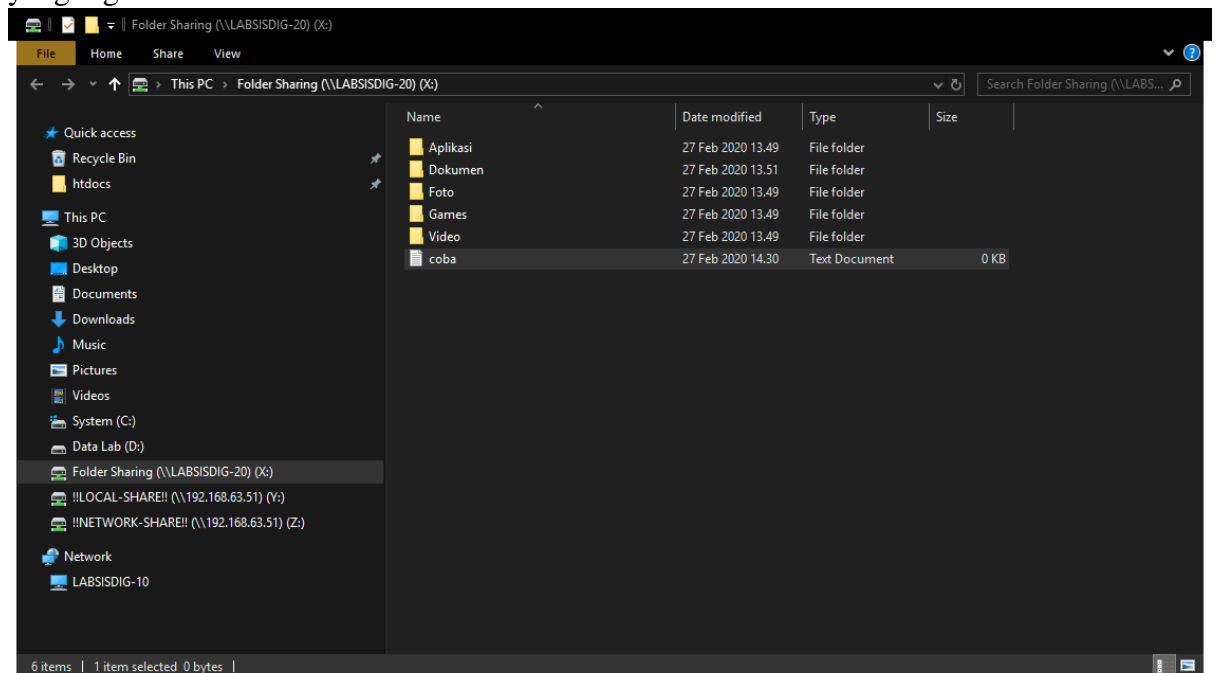 Folder Sharing (\\LABSISDIG-20) (X:)
File Home Share View
This PC > Folder Sharing (\\LABSISDIG-20) (X:)
Search Folder Sharing (\\LABS...
Name Date modified Type Size
Quick access
Recycle Bin
htdocs
This PC
3D Objects
Desktop
Documents
Downloads
Music
Pictures
Videos
System (C:)
Data Lab (D:)
Folder Sharing (\\LABSISDIG-20) (X:)
!!LOCAL-SHARE!! (\\192.168.63.51) (Y:)
!!NETWORK-SHARE!! (\\192.168.63.51) (Z:)
Network
LABSISDIG-10
Aplikasi 27 Feb 2020 13.49 File folder
Dokumen 27 Feb 2020 13.51 File folder
Foto 27 Feb 2020 13.49 File folder
Games 27 Feb 2020 13.49 File folder
Video 27 Feb 2020 13.49 File folder
coba 27 Feb 2020 14.30 Text Document 0 KB
6 items | 1 item selected 0 bytes |